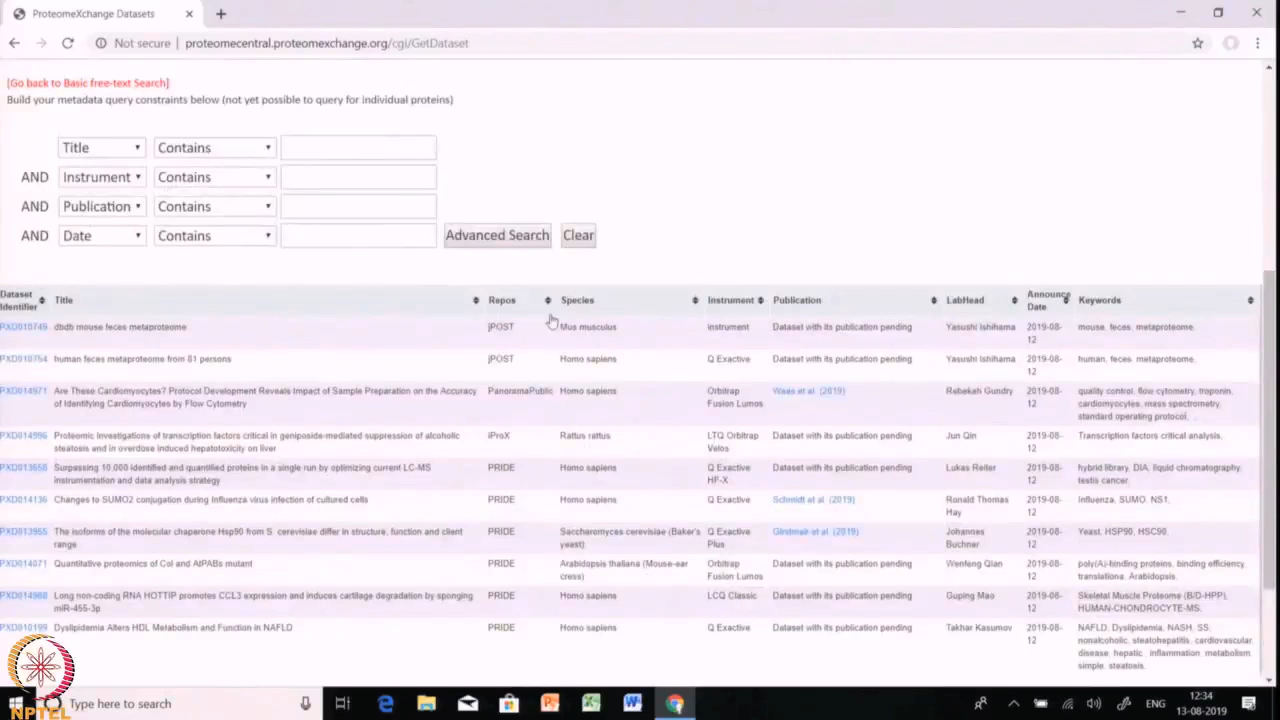 ProteomeXchange Datasets
Not secure | proteomecentral.proteomexchange.org/cgi/GetDataset
[Go back to Basic free-text Search]
Build your metadata query constraints below (not yet possible to query for individual proteins)
Title Contains
AND Instrument Contains
AND Publication Contains
AND Date Contains Advanced Search Clear
Dataset Identifier Title Repos Species Instrument Publication LabHead Announce Date Keywords
PXD010749 dbdb mouse feces metaproteome jPOST Mus musculus instrument Dataset with its publication pending Yasushi Ishihama 2019-08-12 mouse, feces, metaproteome,
PXD010754 human feces metaproteome from 81 persons jPOST Homo sapiens Q Exactive Dataset with its publication pending Yasushi Ishihama 2019-08-12 human, feces, metaproteome,
PXD014971 Are These Cardiomyocytes? Protocol Development Reveals Impact of Sample Preparation on the Accuracy of Identifying Cardiomyocytes by Flow Cytometry PanoramaPublic Homo sapiens Orbitrap Fusion Lumos Waas et al. (2019) Rebekah Gundry 2019-08-12 quality control, flow cytometry, troponin, cardiomyocytes, mass spectrometry, standard operating protocol,
PXD014996 Proteomic investigations of transcription factors critical in geniposide-mediated suppression of alcoholic steatosis and in overdose induced hepatotoxicity on liver iProX Rattus rattus LTQ Orbitrap Velos Dataset with its publication pending Jun Qin 2019-08-12 Transcription factors critical analysis,
PXD013658 Surpassing 10,000 identified and quantified proteins in a single run by optimizing current LC-MS instrumentation and data analysis strategy PRIDE Homo sapiens Q Exactive HF-X Dataset with its publication pending Lukas Reiter 2019-08-12 hybrid library, DIA, liquid chromatography, testis cancer,
PXD014136 Changes to SUMO2 conjugation during Influenza virus infection of cultured cells PRIDE Homo sapiens Q Exactive Schmidt et al. (2019) Ronald Thomas Hay 2019-08-12 Influenza, SUMO, NS1,
PXD013955 The isoforms of the molecular chaperone Hsp90 from S. cerevisiae differ in structure, function and client range PRIDE Saccharomyces cerevisiae (Baker's yeast) Q Exactive Plus Girstmair et al. (2019) Johannes Buchner 2019-08-12 Yeast, HSP90, HSC90,
PXD014071 Quantitative proteomics of Col and AtPABs mutant PRIDE Arabidopsis thaliana (Mouse-ear cress) Orbitrap Fusion Lumos Dataset with its publication pending Wenfeng Qian 2019-08-12 poly(A)-binding proteins, binding efficiency, translationa, Arabidopsis,
PXD014988 Long non-coding RNA HOTTIP promotes CCL3 expression and induces cartilage degradation by sponging miR-455-3p PRIDE Homo sapiens LCQ Classic Dataset with its publication pending Guping Mao 2019-08-12 Skeletal Muscle Proteome (B/D-HPP), HUMAN-CHONDROCYTE-MS,
PXD010199 Dyslipidemia Alters HDL Metabolism and Function in NAFLD PRIDE Homo sapiens Q Exactive Dataset with its publication pending Takhar Kasumov 2019-08-12 NAFLD, Dyslipidemia, NASH, SS, nonalcoholic, steatohepatitis, cardiovascular, disease, hepatic, inflammation, metabolism, simple, steatosis,
NPTEL
Type here to search
ENG
12:34
13-08-2019